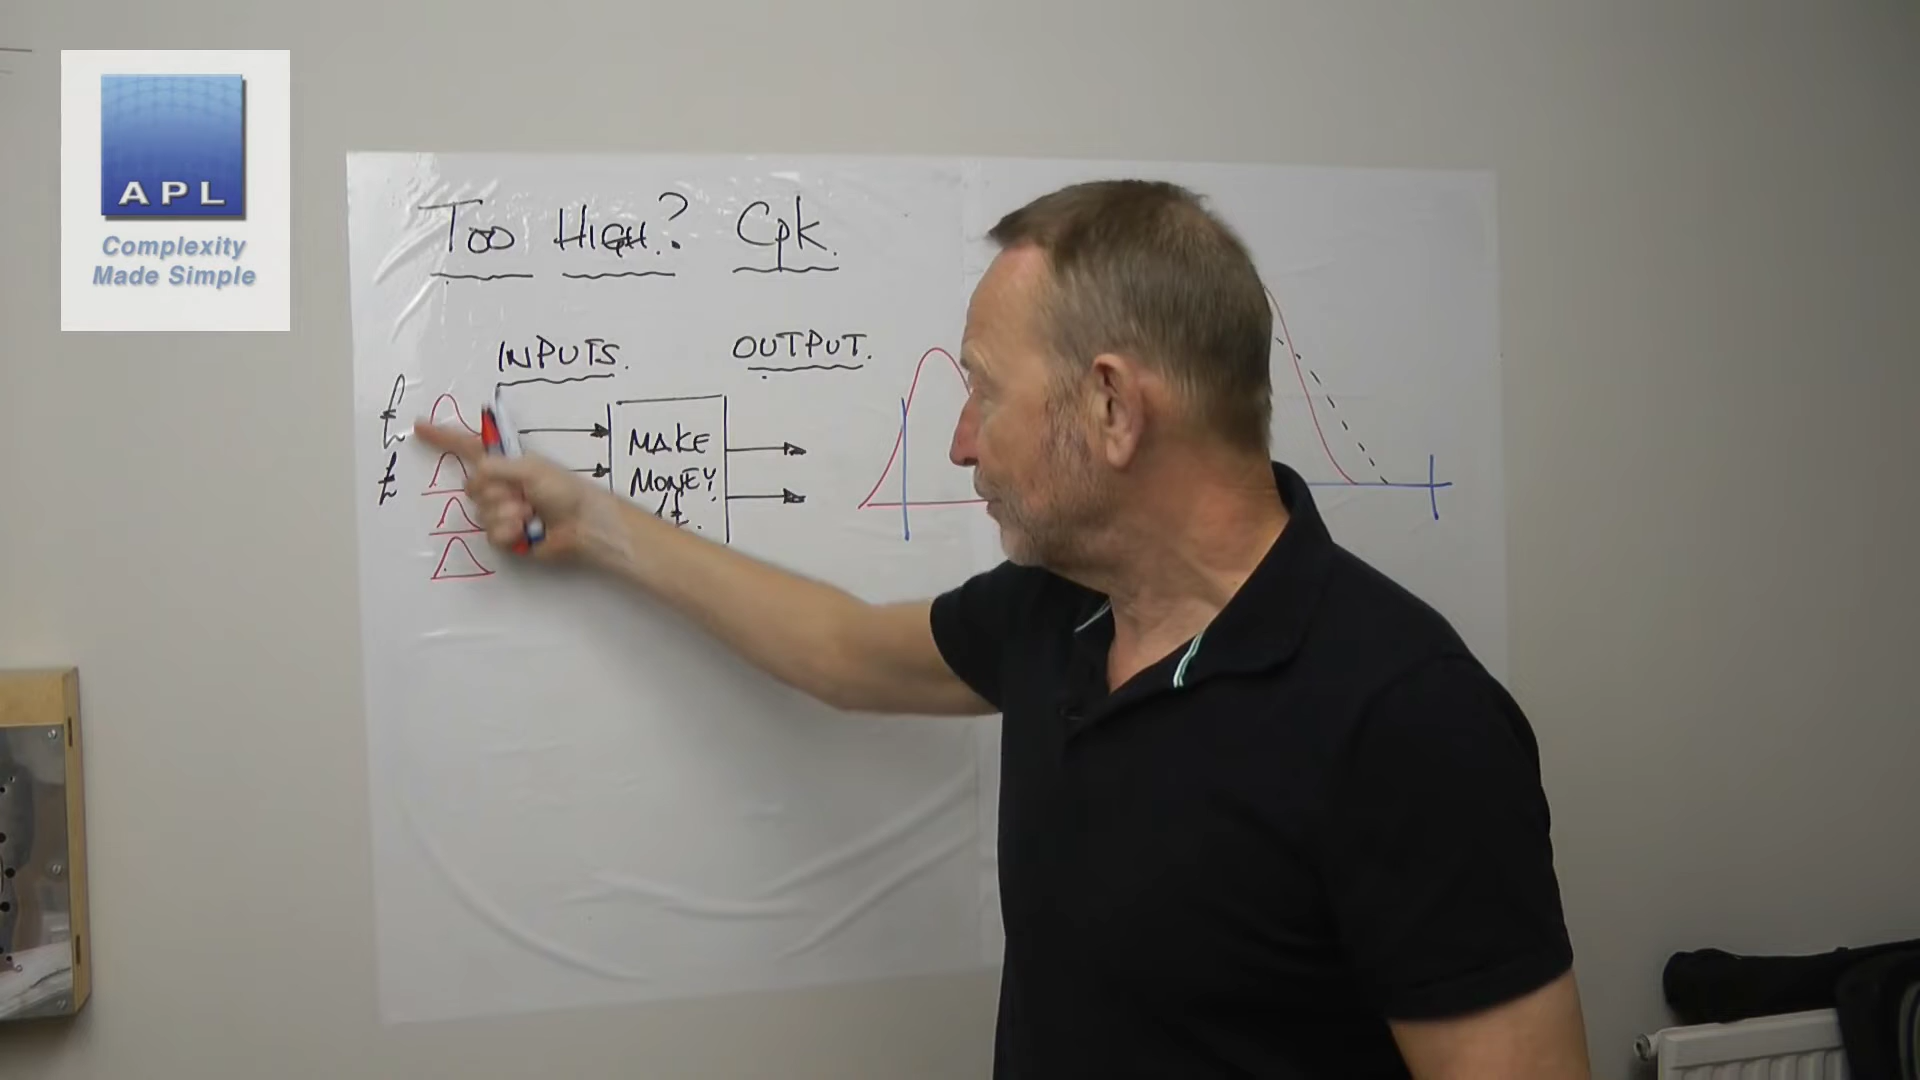 APL
Complexity
Made Simple
TOO HIGH? Cpk.
INPUTS.
OUTPUT.
£
£
MAKE
MONEY!
£.